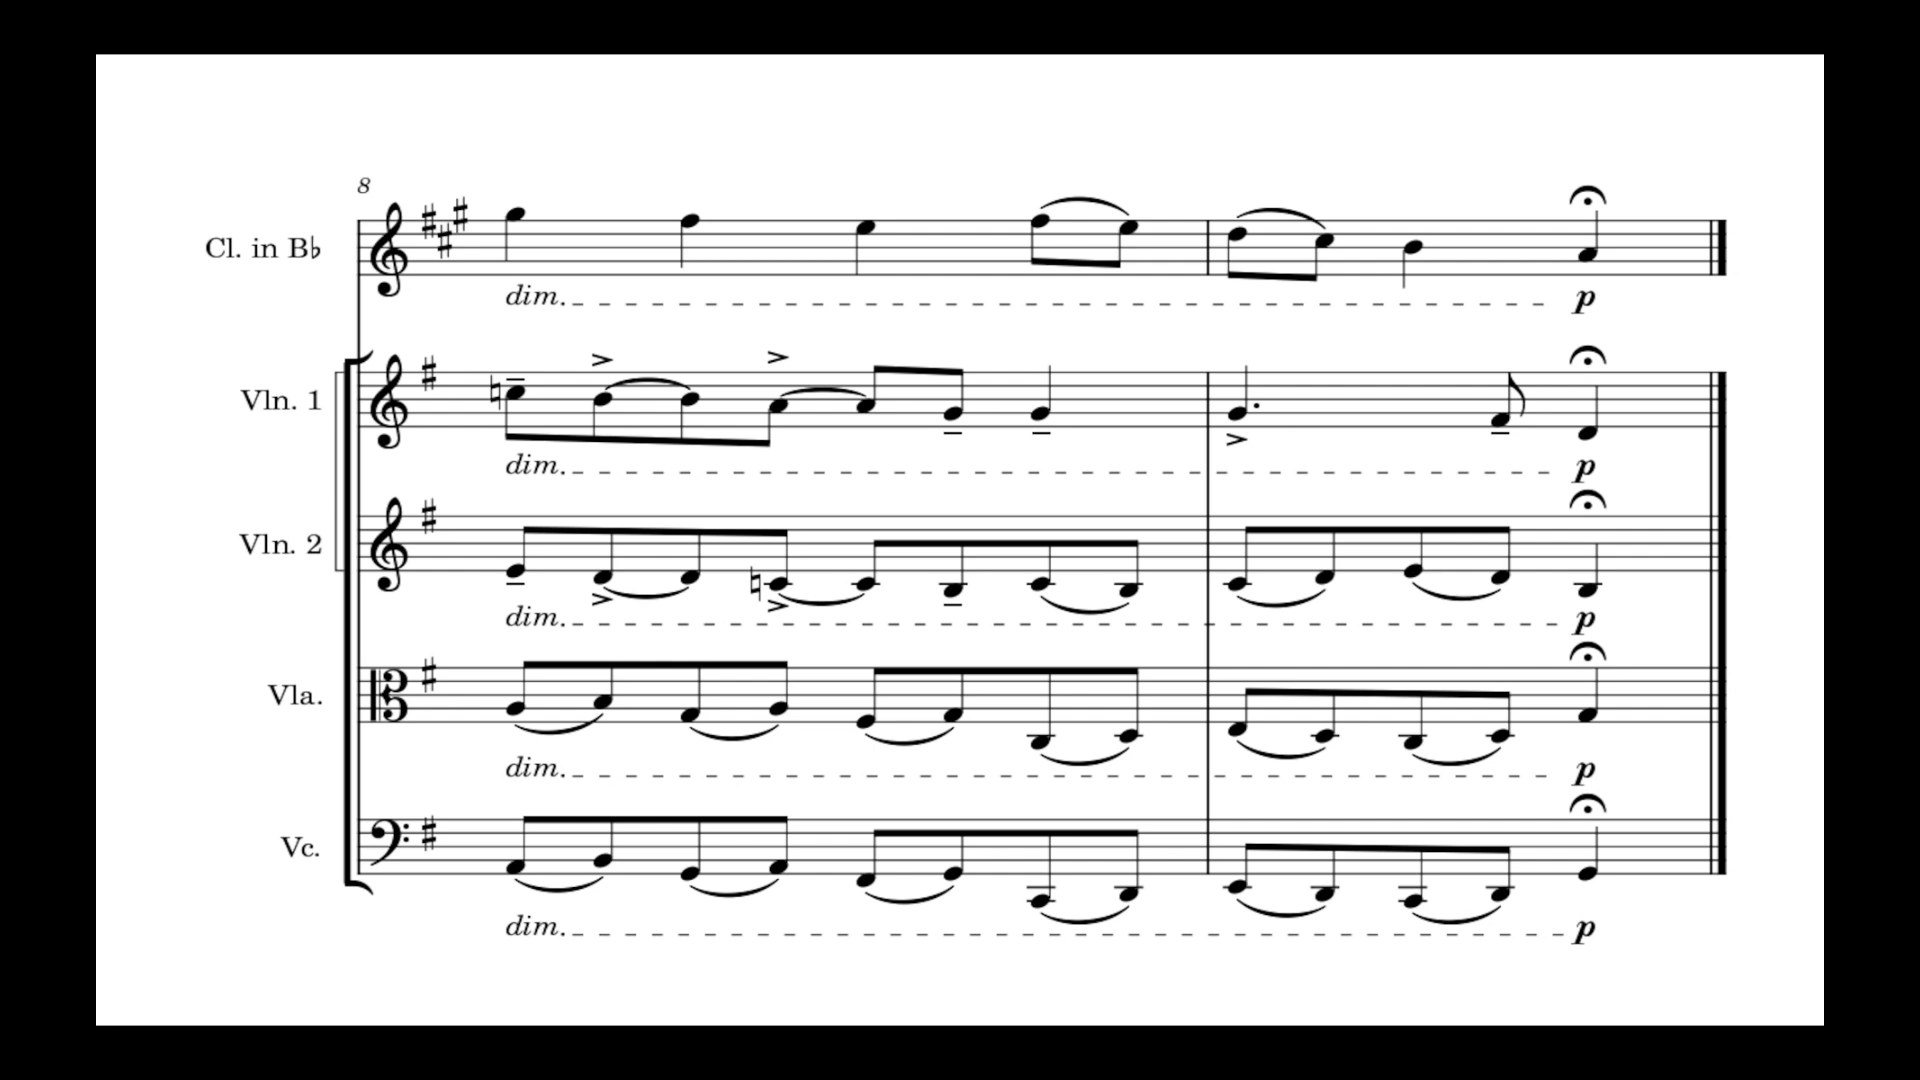 8
Cl. in B♭
dim.
p
Vln. 1
dim.
p
Vln. 2
dim.
p
Vla.
dim.
p
Vc.
dim.
p